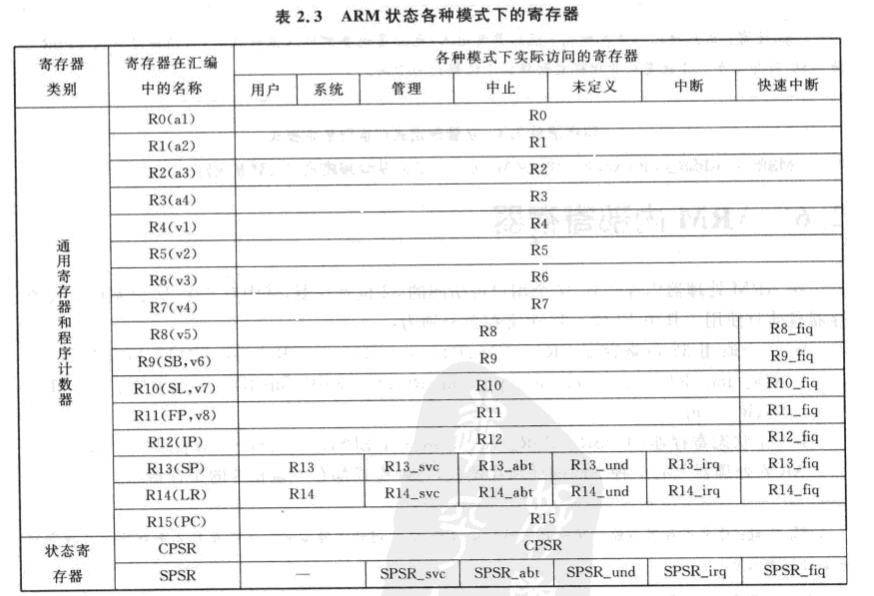 表 2.3 ARM 状态各种模式下的寄存器
寄存器类别 寄存器在汇编中的名称 各种模式下实际访问的寄存器
用户 系统 管理 中止 未定义 中断 快速中断
通用寄存器和程序计数器
R0(a1) R0
R1(a2) R1
R2(a3) R2
R3(a4) R3
R4(v1) R4
R5(v2) R5
R6(v3) R6
R7(v4) R7
R8(v5) R8 R8_fiq
R9(SB,v6) R9 R9_fiq
R10(SL,v7) R10 R10_fiq
R11(FP,v8) R11 R11_fiq
R12(IP) R12 R12_fiq
R13(SP) R13 R13_svc R13_abt R13_und R13_irq R13_fiq
R14(LR) R14 R14_svc R14_abt R14_und R14_irq R14_fiq
R15(PC) R15
状态寄存器 CPSR CPSR
SPSR — SPSR_svc SPSR_abt SPSR_und SPSR_irq SPSR_fiq